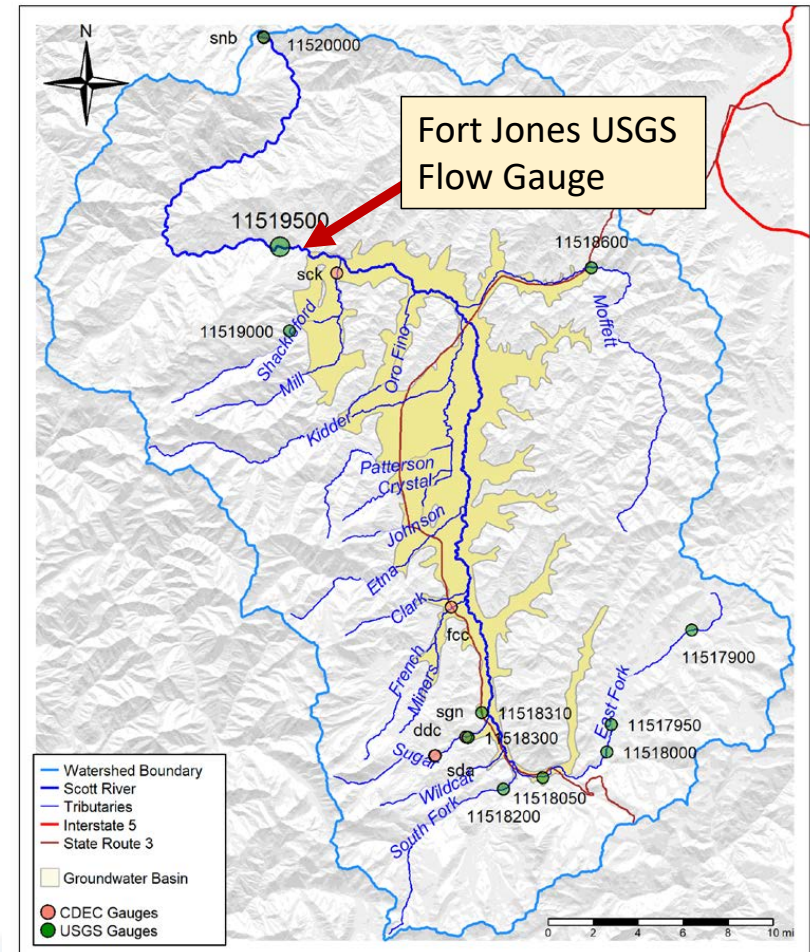 N
snb
11520000
Fort Jones USGS
Flow Gauge
11519500
sck
11518600
11519000
Shackleford
Mill
Oro Fino
Moffett
Kidder
Patterson
Crystal
Johnson
Etna
Clark
fcc
French
Miners
11517900
East Fork
sgn
11518310
11517950
ddc
11518300
11518000
Sugar
sda
Wildcat
11518050
11518200
South Fork
Watershed Boundary
Scott River
Tributaries
Interstate 5
State Route 3
Groundwater Basin
CDEC Gauges
USGS Gauges
0 2 4 6 8 10 mi